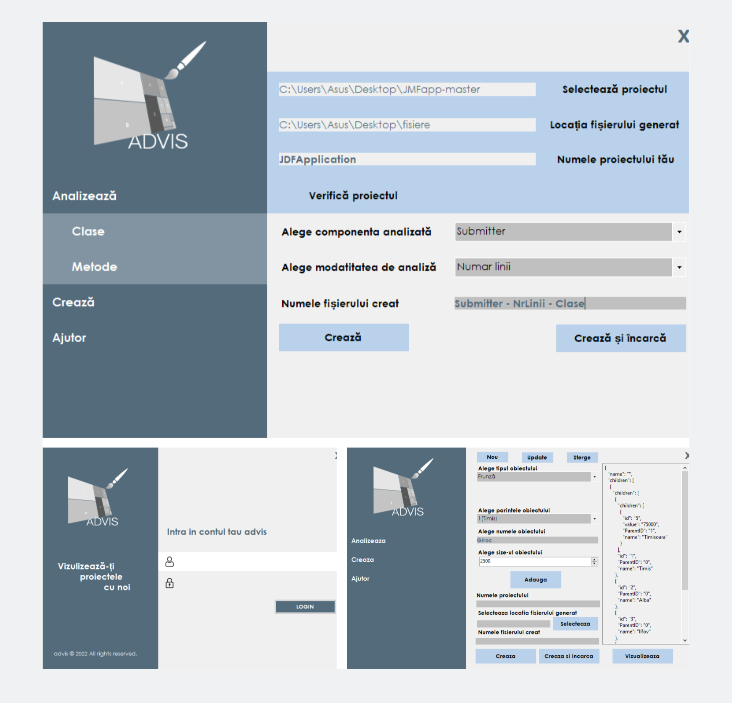 X
C:\Users\Asus\Desktop\JMFapp-master
Selectează proiectul
C:\Users\Asus\Desktop\fisiere
Locația fișierului generat
ADVIS
JDFApplication
Numele proiectului tău
Analizează
Verifică proiectul
Clase
Alege componenta analizată
Submitter
Metode
Alege modatitatea de analiză
Numar linii
Crează
Numele fișierului creat
Submitter - NrLinii - Clase
Ajutor
Crează
Crează și încarcă
ADVIS
Intra in contul tau advis
Vizulizează-ți
proiectele
cu noi
LOGIN
advis © 2022 All rights reserved.
X
Nou
Update
Sterge
Alege tipul obiectului
Frunză
ADVIS
Alege parintele obiectului
1(Timis)
Analizeaza
Alege numele obiectului
Giroc
Creaza
Alege size-ul obiectului
2500
Ajutor
Adauga
Numele proiectului
Selecteaza locatia fisierului generat
Selecteaza
Numele fisierului creat
Creaza
Creaza si incarca
Vizualizeaza
{
"name": "",
"children": [
{
"children": [
{
"children": [
{
"id": "5",
"value": "75000",
"ParentID": "1",
"name": "Timisoara"
}
],
"id": "1",
"ParentID": "0",
"name": "Timis"
},
{
"id": "2",
"ParentID": "0",
"name": "Alba"
},
{
"id": "3",
"ParentID": "0",
"name": "Ilfov"
},
{